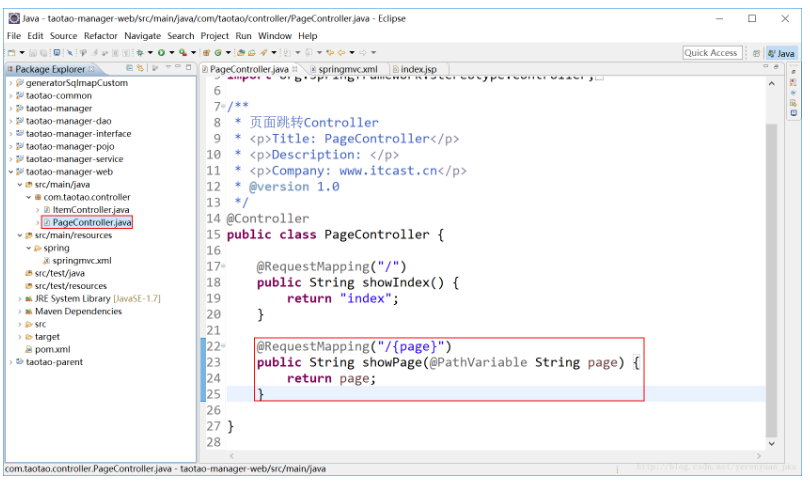 Java - taotao-manager-web/src/main/java/com/taotao/controller/PageController.java - Eclipse
File Edit Source Refactor Navigate Search Project Run Window Help
Quick Access
Java
Package Explorer
generatorSqlmapCustom
taotao-common
taotao-manager
taotao-manager-dao
taotao-manager-interface
taotao-manager-pojo
taotao-manager-service
taotao-manager-web
src/main/java
com.taotao.controller
ItemController.java
PageController.java
src/main/resources
spring
springmvc.xml
src/test/java
src/test/resources
JRE System Library [JavaSE-1.7]
Maven Dependencies
src
target
pom.xml
taotao-parent
PageController.java springmvc.xml index.jsp
5 import org.springframework.stereotype.Controller;
6
7 /**
8 * 页面跳转Controller
9 * <p>Title: PageController</p>
10 * <p>Description: </p>
11 * <p>Company: www.itcast.cn</p>
12 * @version 1.0
13 */
14 @Controller
15 public class PageController {
16
17 @RequestMapping("/")
18 public String showIndex() {
19 return "index";
20 }
21
22 @RequestMapping("/{page}")
23 public String showPage(@PathVariable String page) {
24 return page;
25 }
26
27 }
28
com.taotao.controller.PageController.java - taotao-manager-web/src/main/java